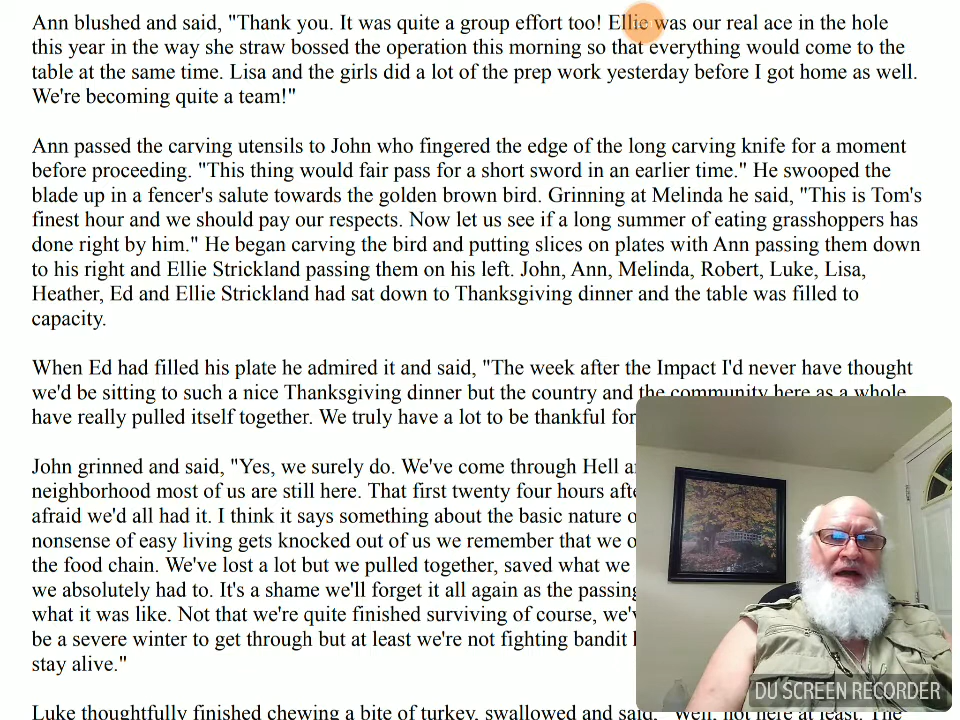 Ann blushed and said, "Thank you. It was quite a group effort too! Ellie was our real ace in the hole
this year in the way she straw bossed the operation this morning so that everything would come to the
table at the same time. Lisa and the girls did a lot of the prep work yesterday before I got home as well.
We're becoming quite a team!"
Ann passed the carving utensils to John who fingered the edge of the long carving knife for a moment
before proceeding. "This thing would fair pass for a short sword in an earlier time." He swooped the
blade up in a fencer's salute towards the golden brown bird. Grinning at Melinda he said, "This is Tom's
finest hour and we should pay our respects. Now let us see if a long summer of eating grasshoppers has
done right by him." He began carving the bird and putting slices on plates with Ann passing them down
to his right and Ellie Strickland passing them on his left. John, Ann, Melinda, Robert, Luke, Lisa,
Heather, Ed and Ellie Strickland had sat down to Thanksgiving dinner and the table was filled to
capacity.
When Ed had filled his plate he admired it and said, "The week after the Impact I'd never have thought
we'd be sitting to such a nice Thanksgiving dinner but the country and the community here as a whole
have really pulled itself together. We truly have a lot to be thankful for
John grinned and said, "Yes, we surely do. We've come through Hell
neighborhood most of us are still here. That first twenty four hours
afraid we'd all had it. I think it says something about the basic nature
nonsense of easy living gets knocked out of us we remember that we
the food chain. We've lost a lot but we pulled together, saved what we
we absolutely had to. It's a shame we'll forget it all again as the
what it was like. Not that we're quite finished surviving of course,
be a severe winter to get through but at least we're not fighting bandit
stay alive."
Luke thoughtfully finished chewing a bite of turkey, swallowed and said, "Well, not here at least. The
DU SCREEN RECORDER